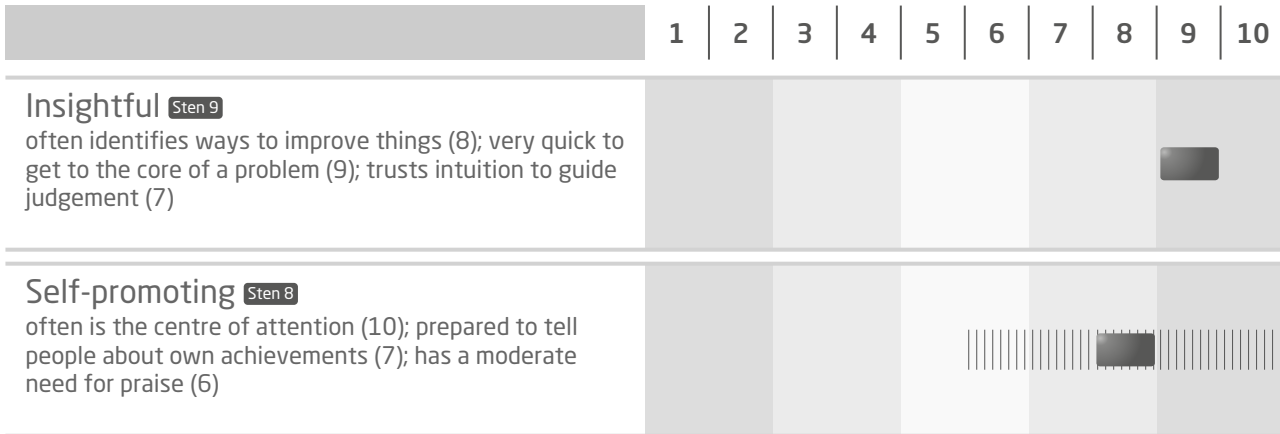 1 2 3 4 5 6 7 8 9 10
Insightful Sten 9
often identifies ways to improve things (8); very quick to
get to the core of a problem (9); trusts intuition to guide
judgement (7)
Self-promoting Sten 8
often is the centre of attention (10); prepared to tell
people about own achievements (7); has a moderate
need for praise (6)